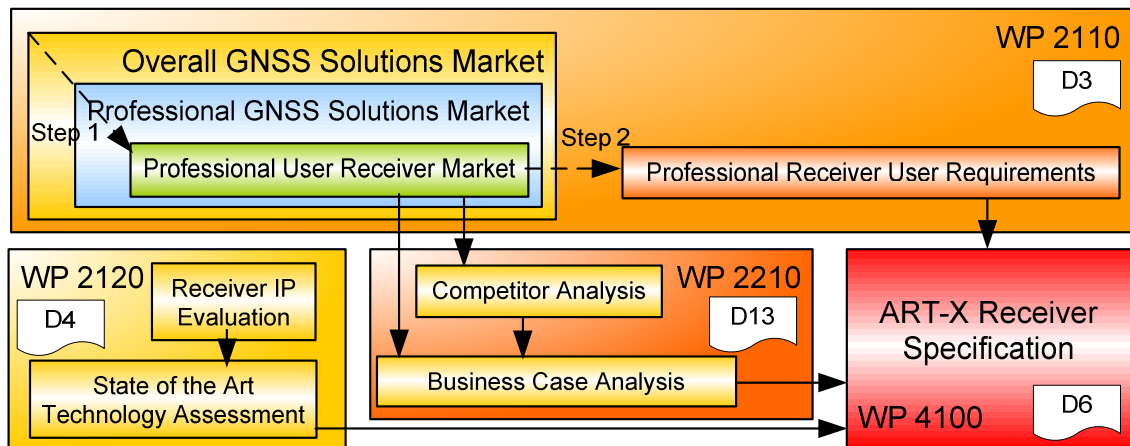 WP 2110
D3
Overall GNSS Solutions Market
Professional GNSS Solutions Market
Step 1
Professional User Receiver Market
Step 2
Professional Receiver User Requirements
WP 2120
D4
Receiver IP
Evaluation
State of the Art
Technology Assessment
WP 2210
D13
Competitor Analysis
Business Case Analysis
ART-X Receiver
Specification
WP 4100
D6